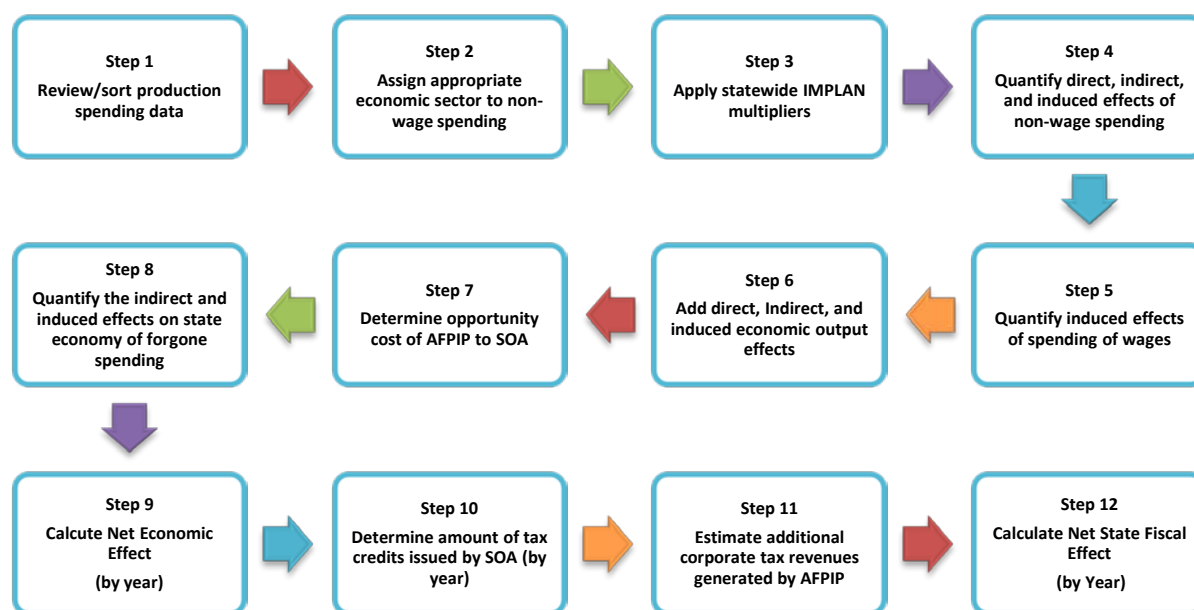 Step 1
Review/sort production
spending data
Step 2
Assign appropriate
economic sector to non-
wage spending
Step 3
Apply statewide IMPLAN
multipliers
Step 4
Quantify direct, indirect,
and induced effects of
non-wage spending
Step 5
Quantify induced effects
of spending of wages
Step 6
Add direct, Indirect, and
induced economic output
effects
Step 7
Determine opportunity
cost of AFPIP to SOA
Step 8
Quantify the indirect and
induced effects on state
economy of forgone
spending
Step 9
Calcute Net Economic
Effect
(by year)
Step 10
Determine amount of tax
credits issued by SOA (by
year)
Step 11
Estimate additional
corporate tax revenues
generated by AFPIP
Step 12
Calculate Net State Fiscal
Effect
(by Year)